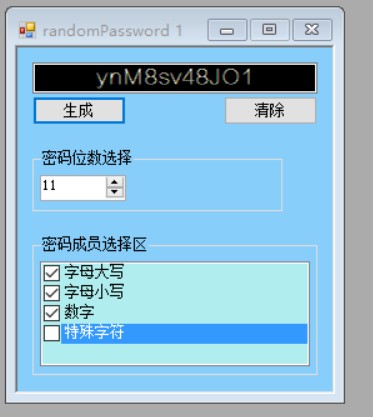 randomPassword 1
ynM8sv48JO1
生成 清除
密码位数选择
11
密码成员选择区
字母大写
字母小写
数字
特殊字符